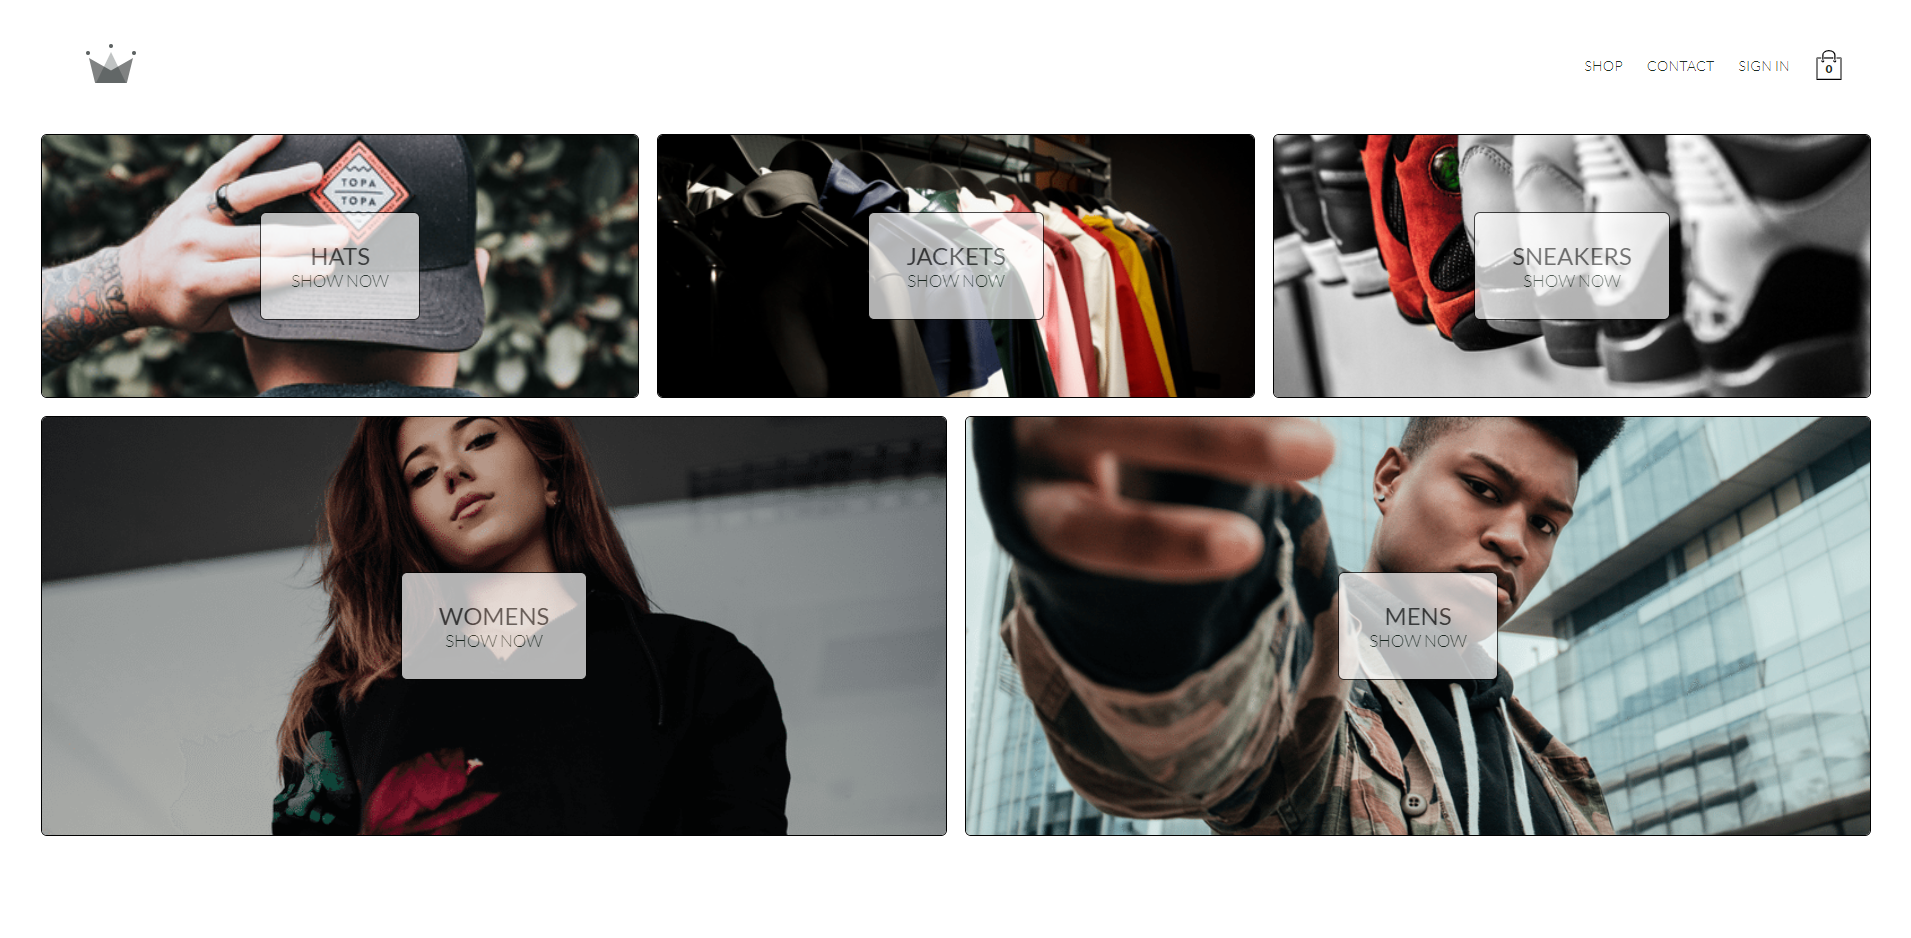 SHOP CONTACT SIGN IN 0
TOPA
TOPA
HATS
SHOW NOW
JACKETS
SHOW NOW
SNEAKERS
SHOW NOW
WOMENS
SHOW NOW
MENS
SHOW NOW